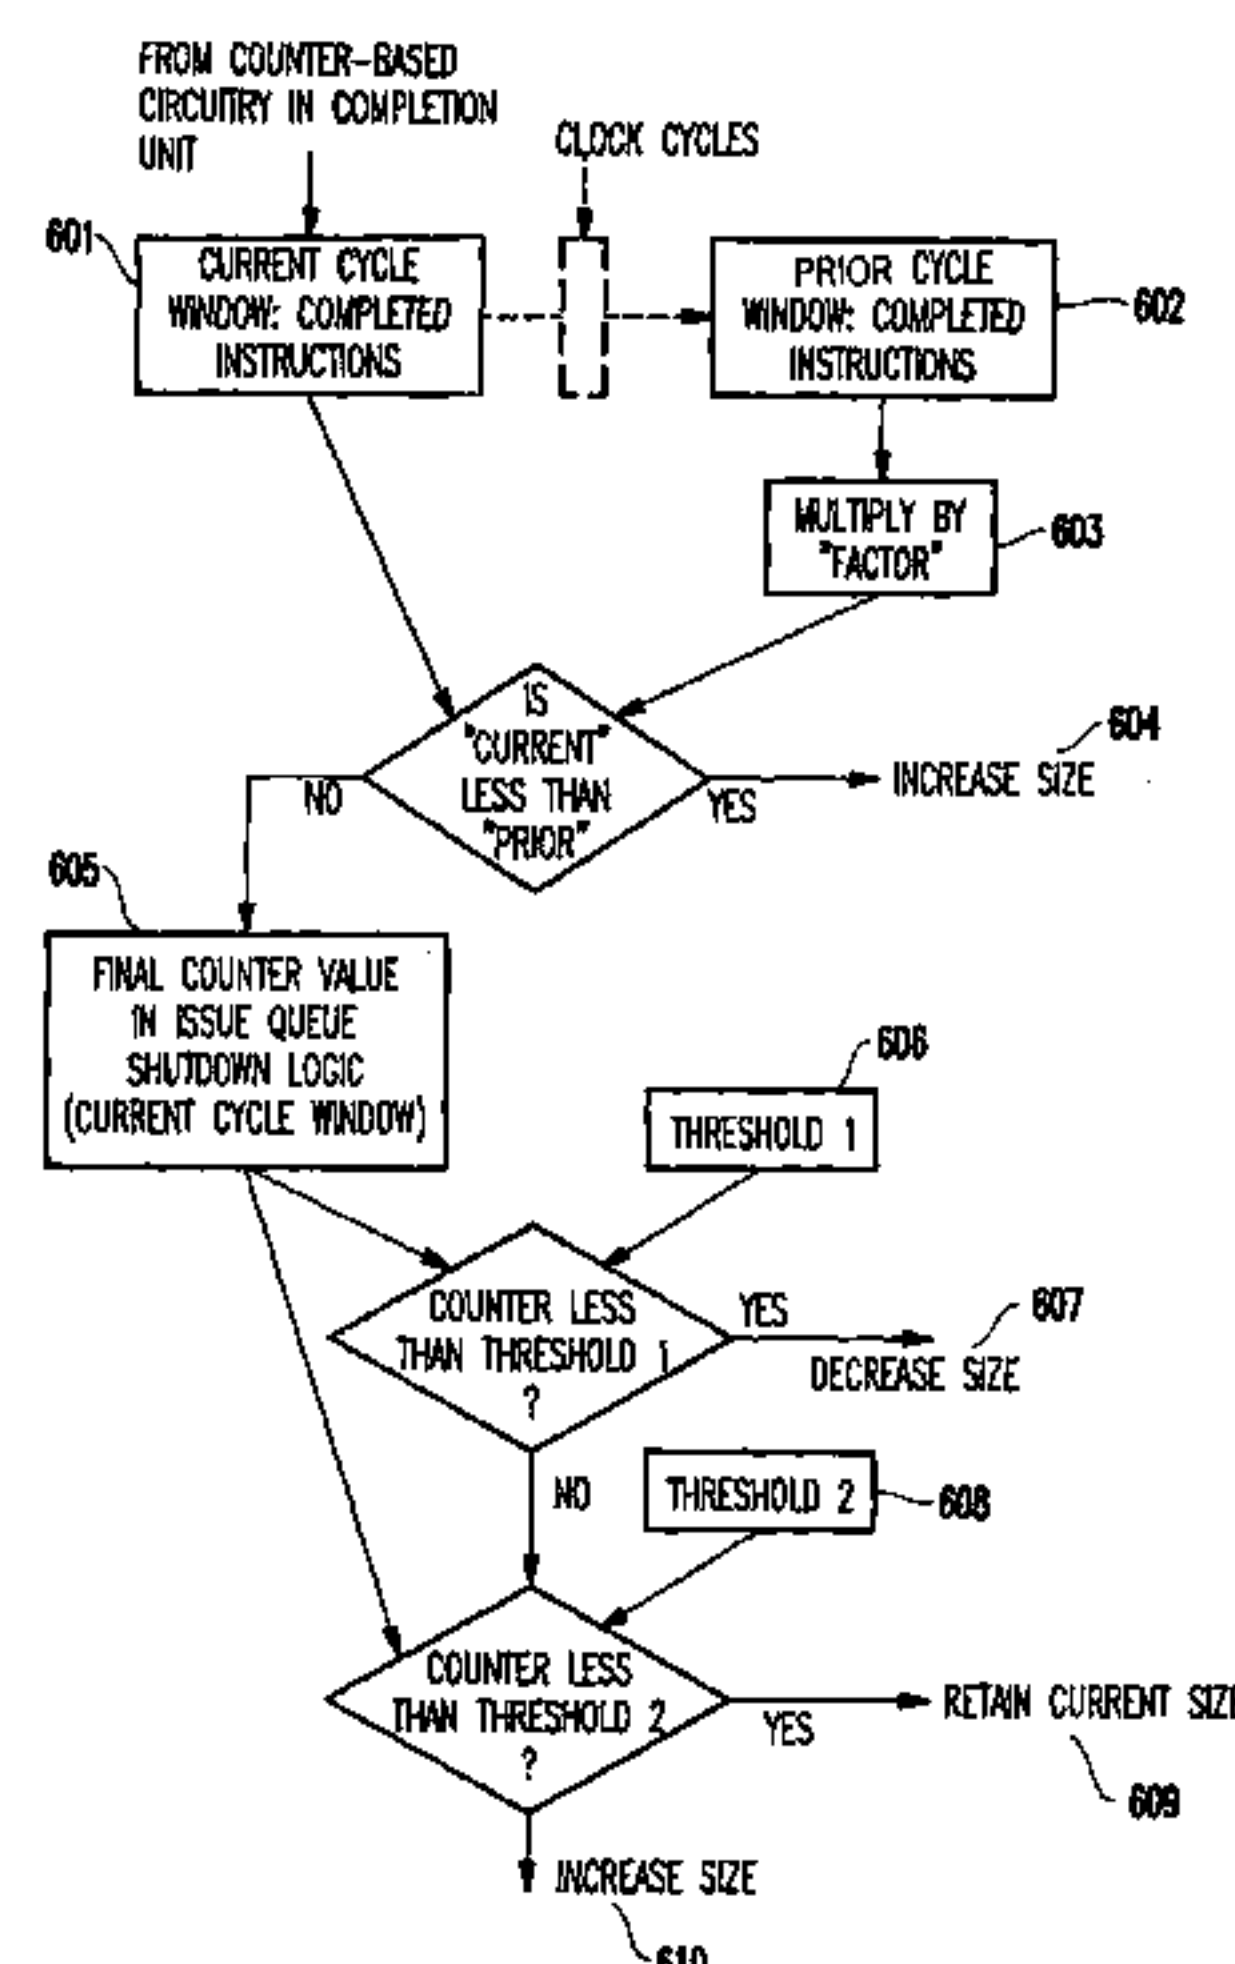 FROM COUNTER-BASED
CIRCUITRY IN COMPLETION
UNIT
CLOCK CYCLES
601
CURRENT CYCLE
WINDOW: COMPLETED
INSTRUCTIONS
PRIOR CYCLE
WINDOW: COMPLETED
INSTRUCTIONS
602
MULTIPLY BY
"FACTOR"
603
IS
"CURRENT"
LESS THAN
"PRIOR"
NO
YES
604
INCREASE SIZE
605
FINAL COUNTER VALUE
IN ISSUE QUEUE
SHUTDOWN LOGIC
(CURRENT CYCLE WINDOW)
606
THRESHOLD 1
COUNTER LESS
THAN THRESHOLD 1
?
YES
607
DECREASE SIZE
NO
THRESHOLD 2
608
COUNTER LESS
THAN THRESHOLD 2
?
YES
RETAIN CURRENT SIZE
609
INCREASE SIZE
610